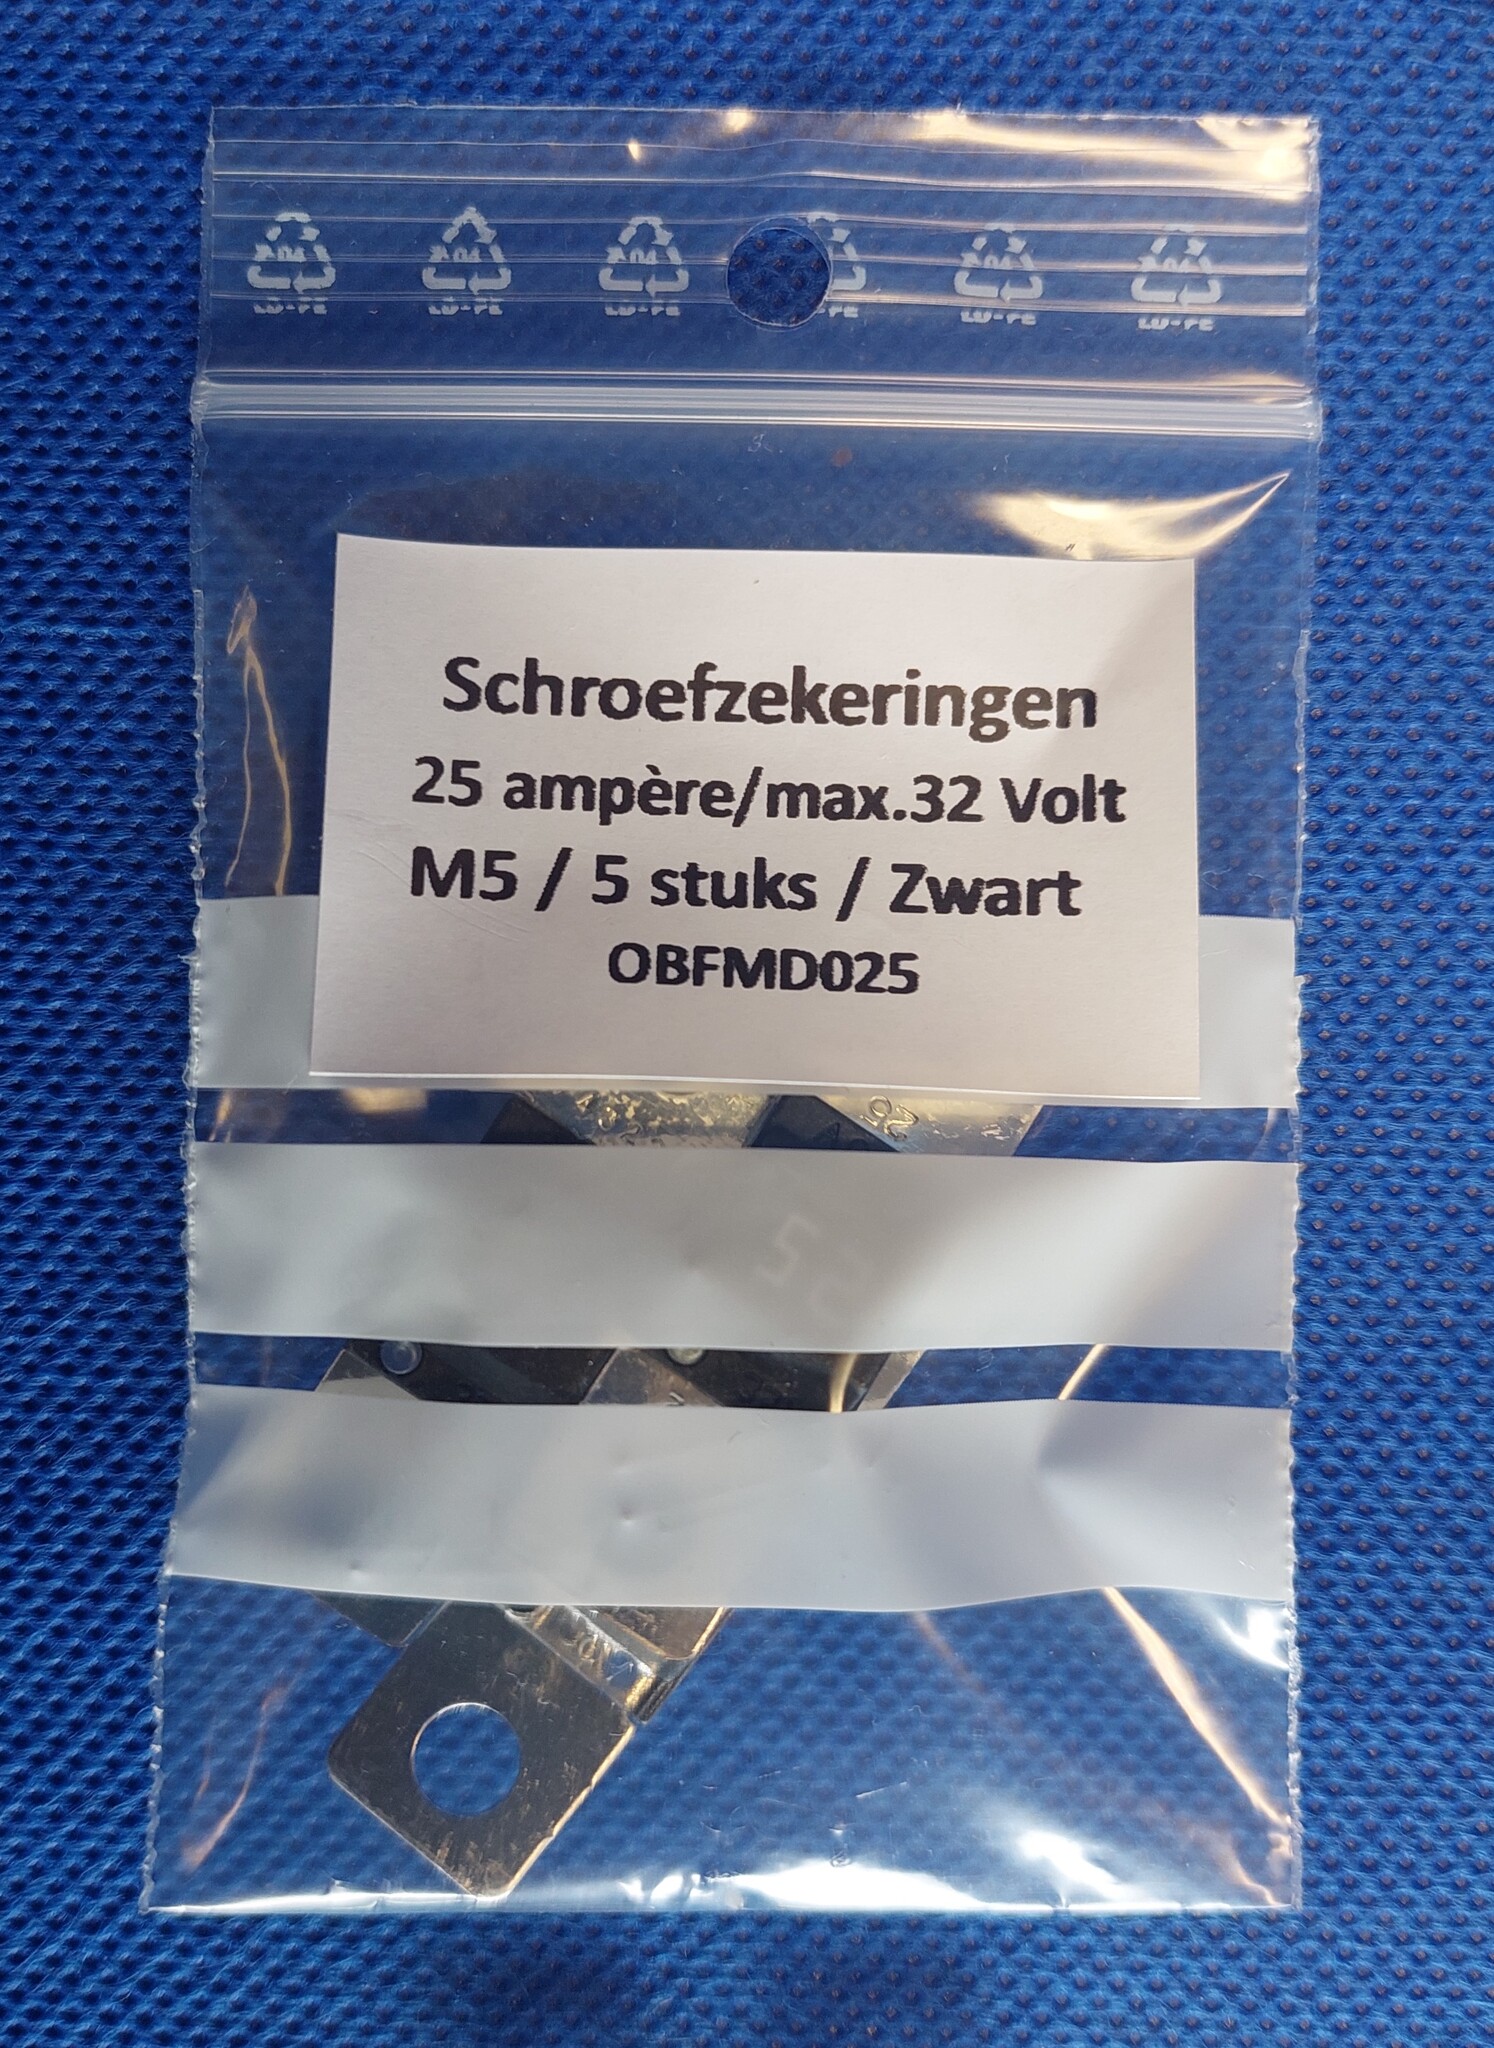 Schroefzekeringen
25 ampère/max.32 Volt
M5 / 5 stuks / Zwart
OBFMD025